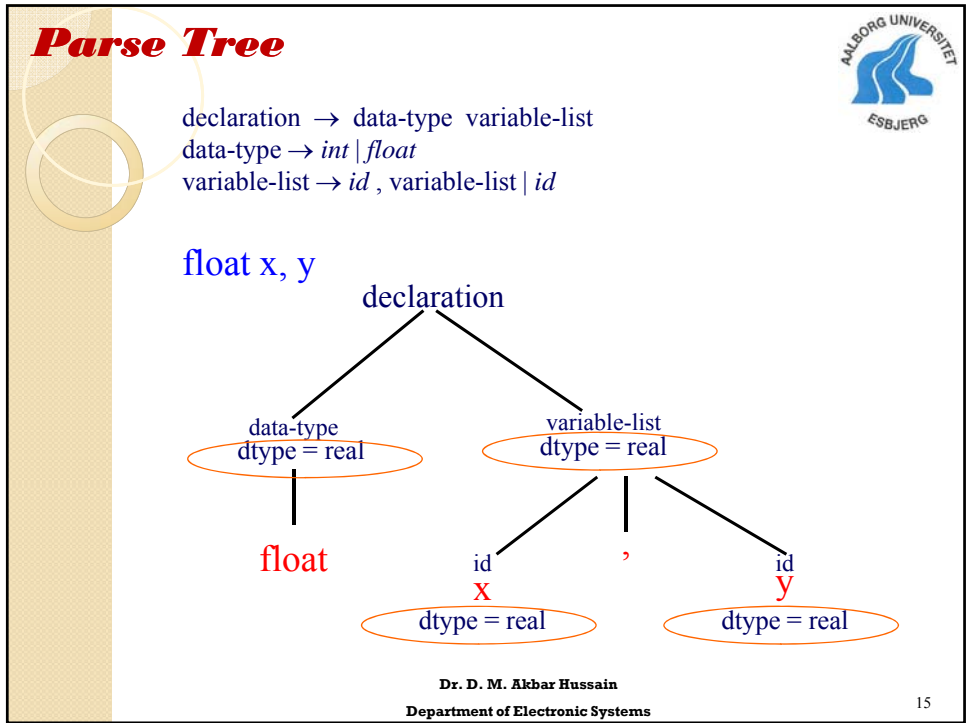 Parse Tree
AALBORG UNIVERSITET
ESBJERG
declaration → data-type variable-list
data-type → int | float
variable-list → id , variable-list | id
float x, y
declaration
data-type variable-list
dtype = real dtype = real
float id , id
x y
dtype = real dtype = real
Dr. D. M. Akbar Hussain
Department of Electronic Systems
15